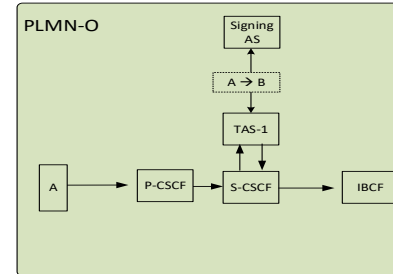 PLMN-O
Signing
AS
A → B
TAS-1
A
P-CSCF
S-CSCF
IBCF